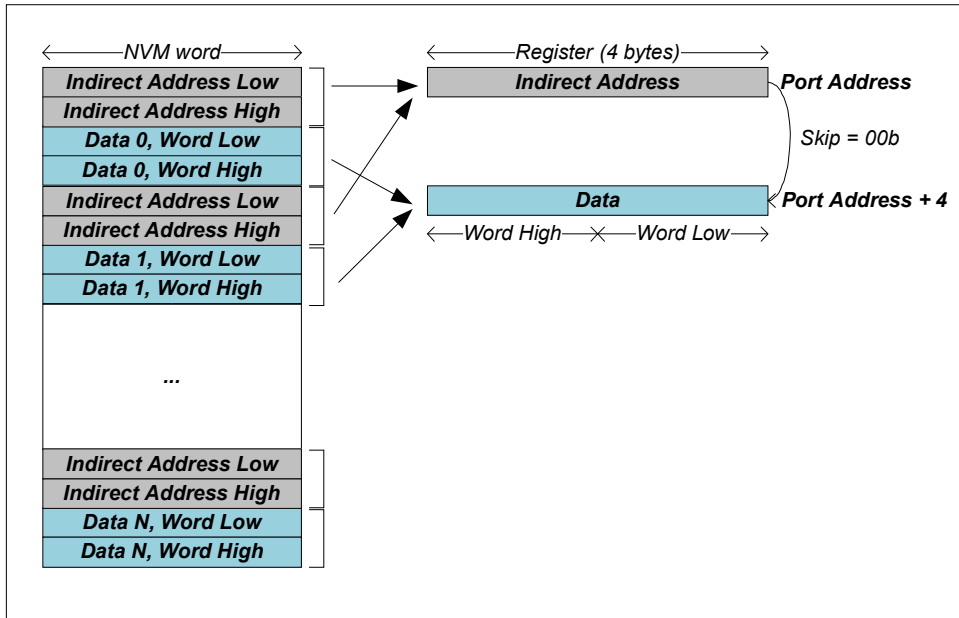 NVM word
Register (4 bytes)
Indirect Address Low
Indirect Address High
Data 0, Word Low
Data 0, Word High
Indirect Address Low
Indirect Address High
Data 1, Word Low
Data 1, Word High
...
Indirect Address Low
Indirect Address High
Data N, Word Low
Data N, Word High
Indirect Address
Port Address
Skip = 00b
Data
Port Address + 4
Word High
Word Low